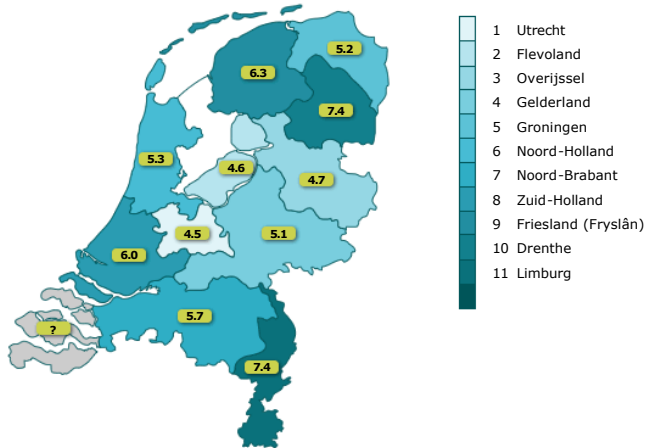 5.2
6.3
7.4
5.3
4.6
4.7
4.5
5.1
6.0
5.7
?
7.4
1 Utrecht
2 Flevoland
3 Overijssel
4 Gelderland
5 Groningen
6 Noord-Holland
7 Noord-Brabant
8 Zuid-Holland
9 Friesland (Fryslân)
10 Drenthe
11 Limburg